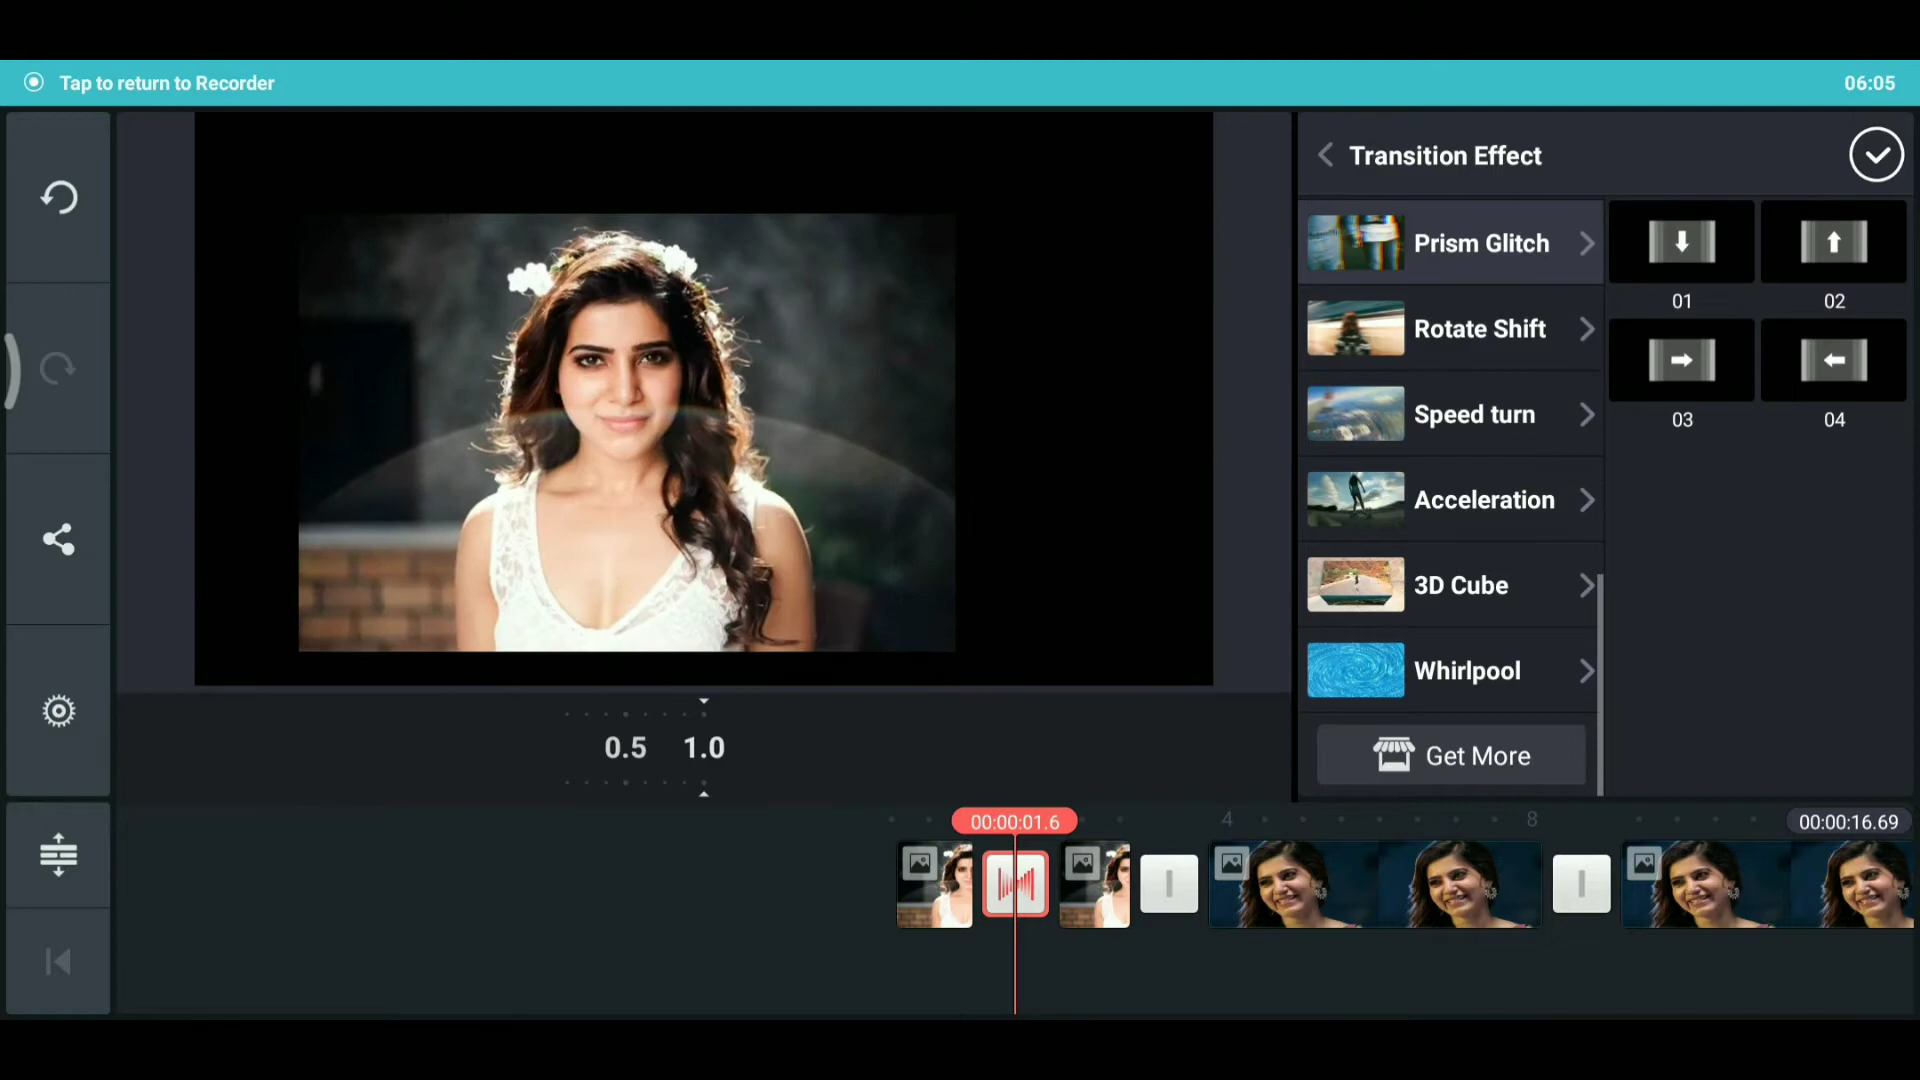 Tap to return to Recorder
06:05
Transition Effect
Prism Glitch
Rotate Shift
Speed turn
Acceleration
3D Cube
Whirlpool
Get More
01
02
03
04
0.5
1.0
00:00:01.6
4
8
00:00:16.69